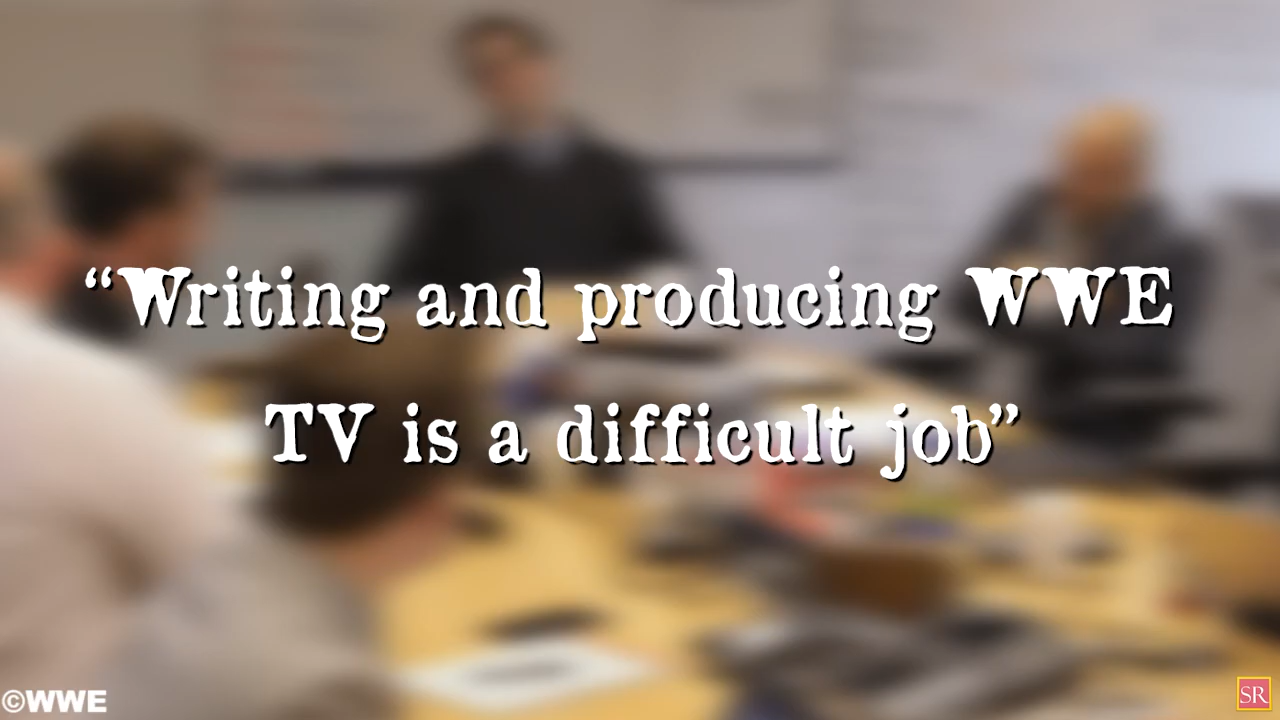 “Writing and producing WWE
TV is a difficult job”
©WWE
SR